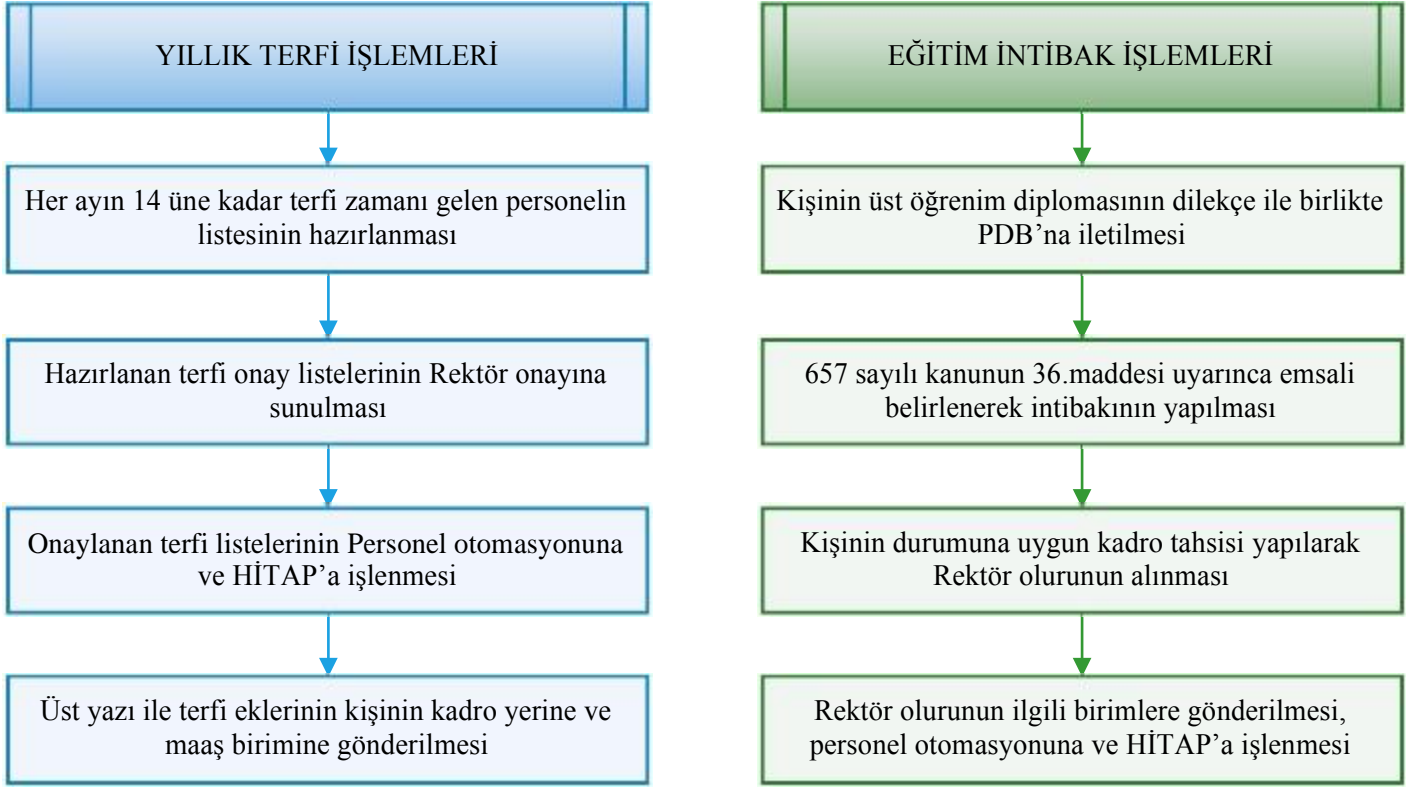 YILLIK TERFİ İŞLEMLERİ
Her ayın 14 üne kadar terfi zamanı gelen personelin
listesinin hazırlanması
Hazırlanan terfi onay listelerinin Rektör onayına
sunulması
Onaylanan terfi listelerinin Personel otomasyonuna
ve HİTAP’a işlenmesi
Üst yazı ile terfi eklerinin kişinin kadro yerine ve
maaş birimine gönderilmesi
EĞİTİM İNTİBAK İŞLEMLERİ
Kişinin üst öğrenim diplomasının dilekçe ile birlikte
PDB’na iletilmesi
657 sayılı kanunun 36.maddesi uyarınca emsali
belirlenerek intibakının yapılması
Kişinin durumuna uygun kadro tahsisi yapılarak
Rektör olurunun alınması
Rektör olurunun ilgili birimlere gönderilmesi,
personel otomasyonuna ve HİTAP’a işlenmesi